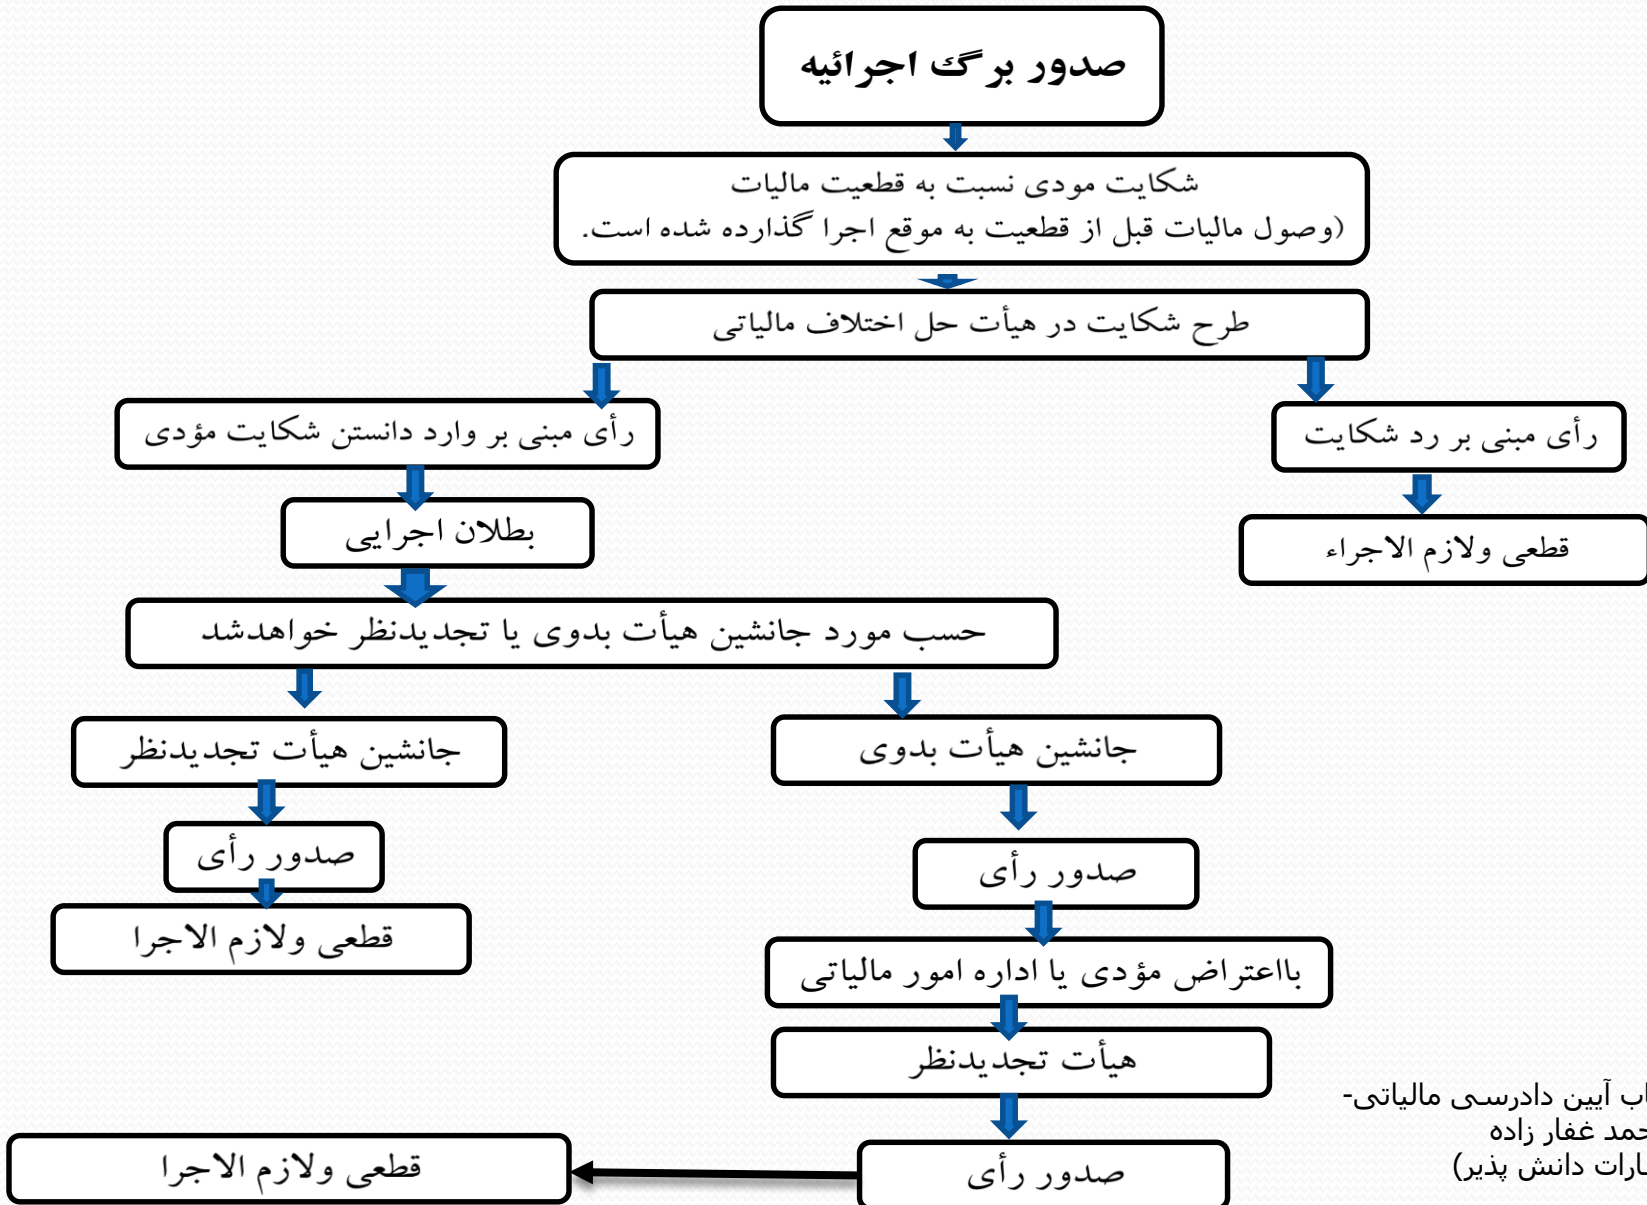 صدور برگ اجرائیه
شکایت مودی نسبت به قطعیت مالیات
(وصول مالیات قبل از قطعیت به موقع اجرا گذارده شده است.
طرح شکایت در هیأت حل اختلاف مالیاتی
رأی مبنی بر رد شکایت
رأی مبنی بر وارد دانستن شکایت مؤدی
قطعی ولازم الاجراء
بطلان اجرایی
حسب مورد جانشین هیأت بدوی یا تجدیدنظر خواهدشد
جانشین هیأت بدوی
جانشین هیأت تجدیدنظر
صدور رأی
صدور رأی
بااعتراض مؤدی یا اداره امور مالیاتی
قطعی ولازم الاجرا
هیأت تجدیدنظر
صدور رأی
قطعی ولازم الاجرا
آیین دادرسی مالیاتی-
غفار زاده
دانش پذیر)